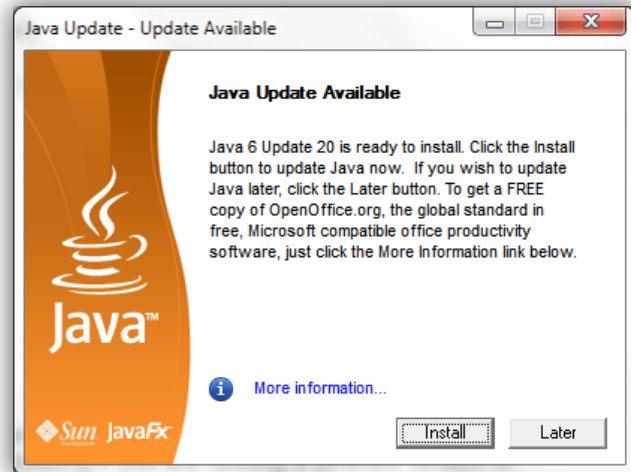 Java Update - Update Available
Java Update Available
Java 6 Update 20 is ready to install. Click the Install
button to update Java now.  If you wish to update
Java later, click the Later button. To get a FREE
copy of OpenOffice.org, the global standard in
free, Microsoft compatible office productivity
software, just click the More Information link below.
Java™
More information...
Sun JavaFX
Install Later